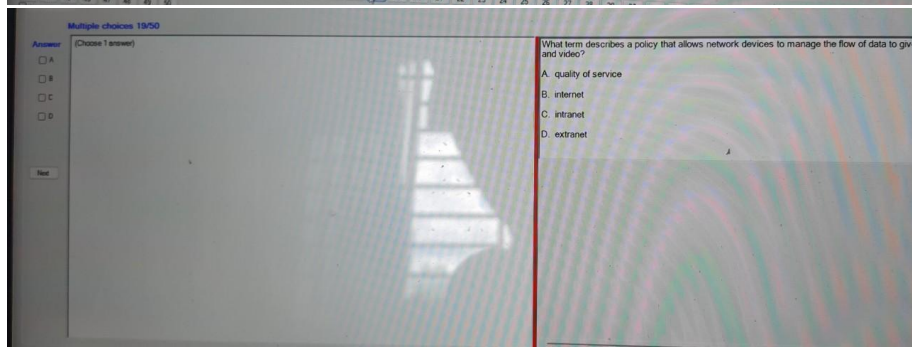 Multiple choices 19/50
Answer
(Choose 1 answer)
A
B
C
D
Next
What term describes a policy that allows network devices to manage the flow of data to giv
and video?
A. quality of service
B. internet
C. intranet
D. extranet